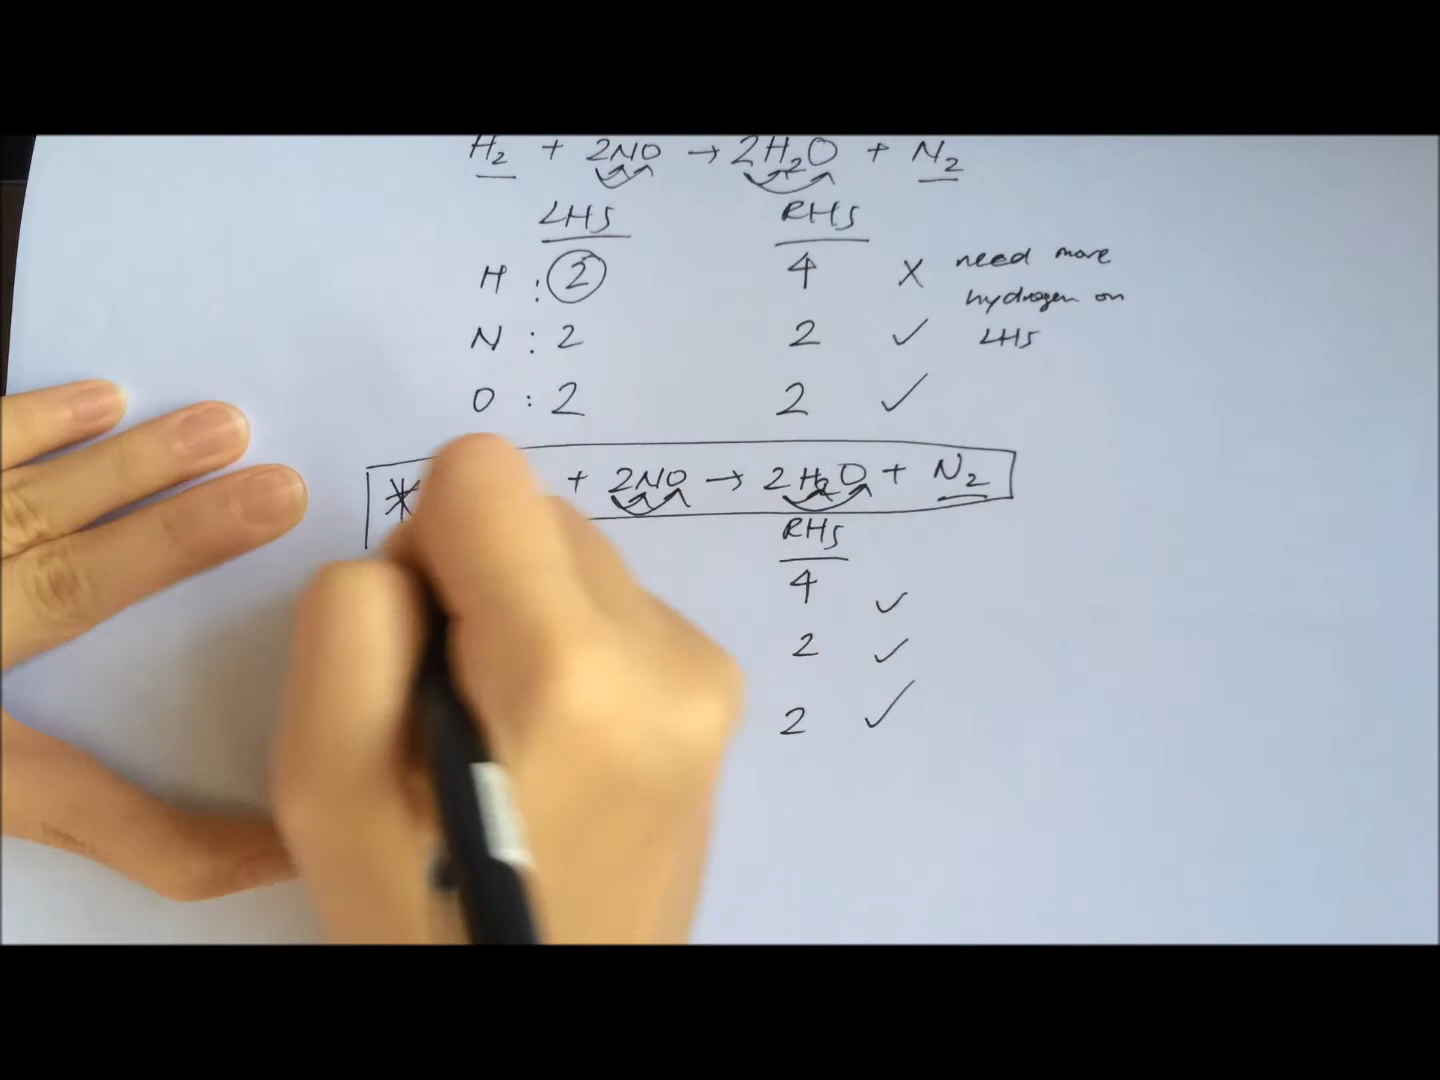 H₂ + 2NO → 2H₂O + N₂
LHS RHS
H : 2 4 X need more
hydrogen on
N : 2 2 ✓ LHS
O : 2 2 ✓
* + 2NO → 2H₂O + N₂
RHS
4 ✓
2 ✓
2 ✓